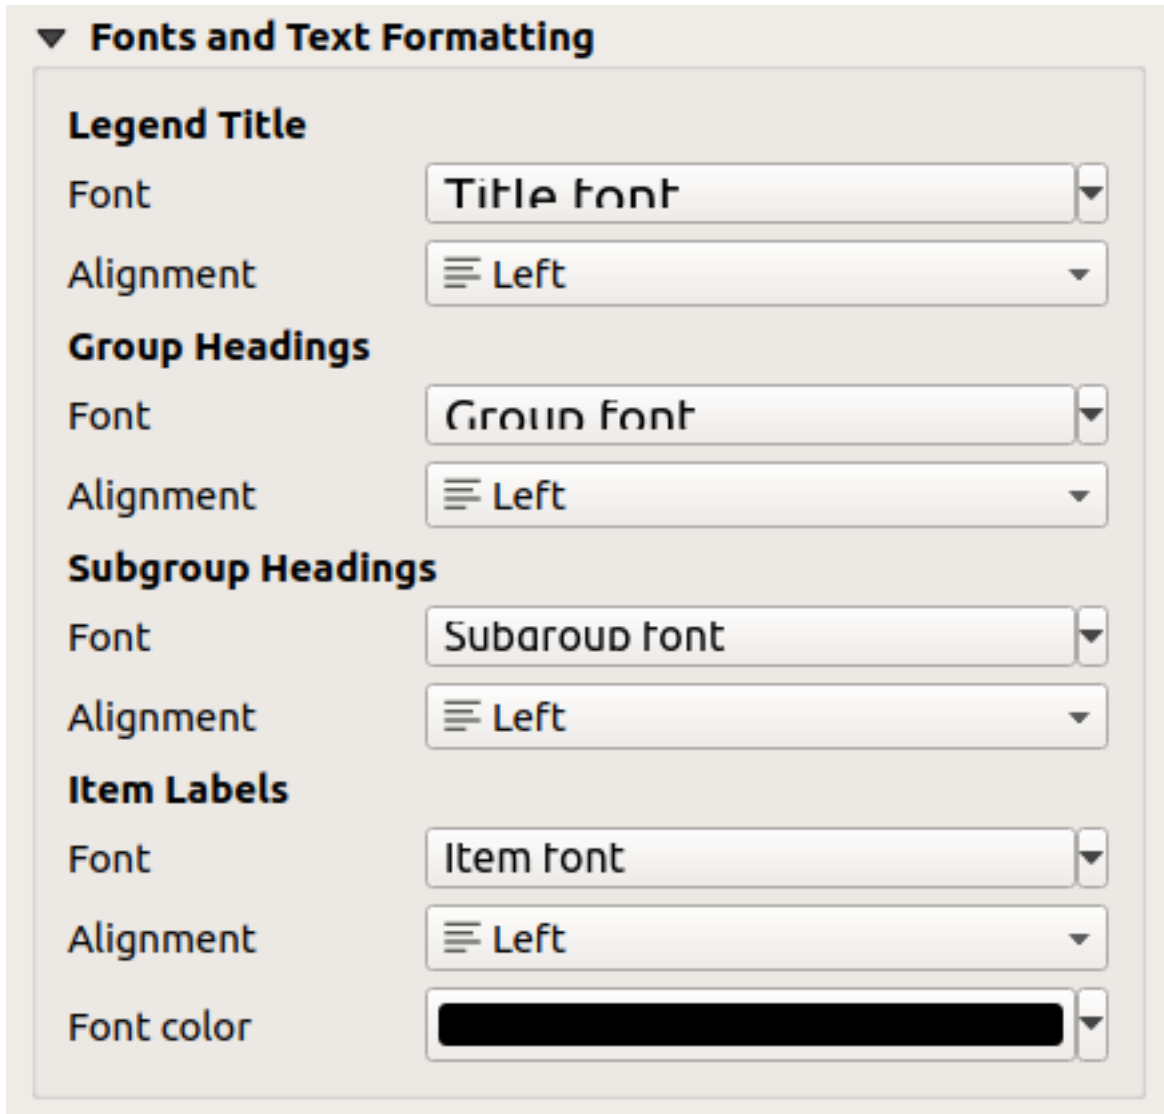 Fonts and Text Formatting
Legend Title
Font Title font
Alignment Left
Group Headings
Font Group font
Alignment Left
Subgroup Headings
Font Subgroup font
Alignment Left
Item Labels
Font Item font
Alignment Left
Font color